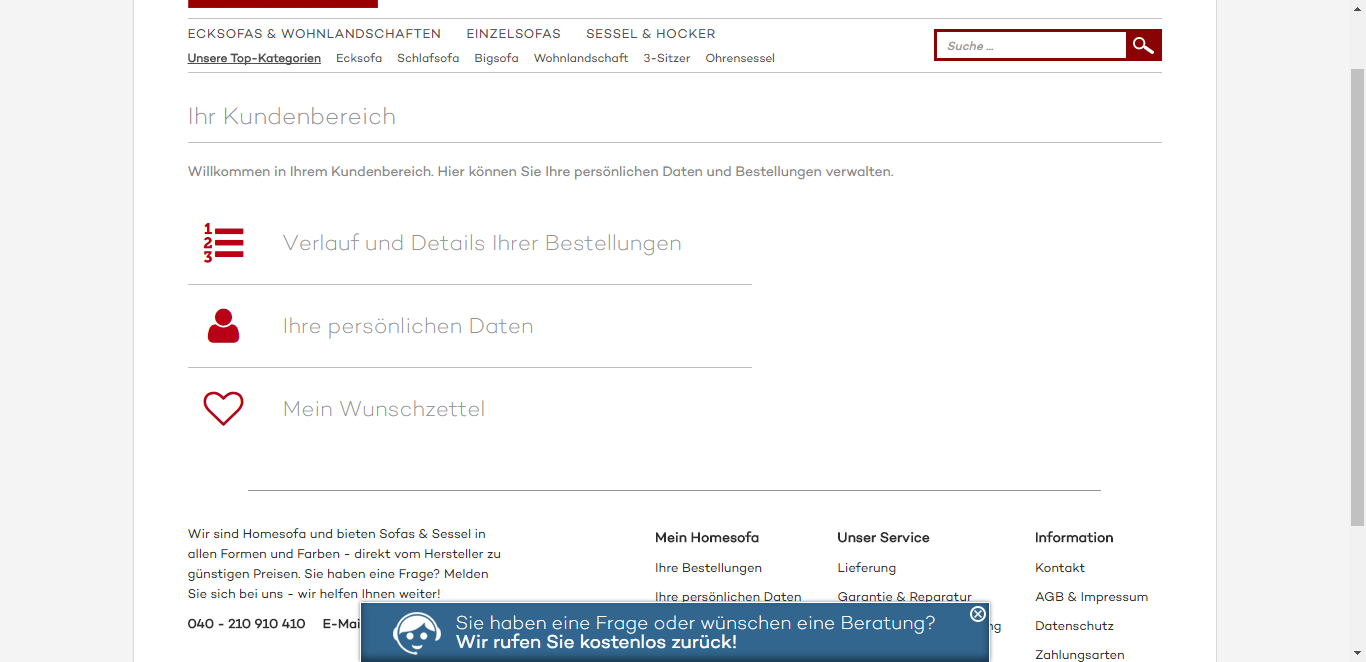 ECKSOFAS & WOHNLANDSCHAFTEN EINZELSOFAS SESSEL & HOCKER
Unsere Top-Kategorien Ecksofa Schlafsofa Bigsofa Wohnlandschaft 3-Sitzer Ohrensessel
Suche ...
Ihr Kundenbereich
Willkommen in Ihrem Kundenbereich. Hier können Sie Ihre persönlichen Daten und Bestellungen verwalten.
1
2
3
Verlauf und Details Ihrer Bestellungen
Ihre persönlichen Daten
Mein Wunschzettel
Wir sind Homesofa und bieten Sofas & Sessel in
allen Formen und Farben - direkt vom Hersteller zu
günstigen Preisen. Sie haben eine Frage? Melden
Sie sich bei uns - wir helfen Ihnen weiter!
040 - 210 910 410 E-Mai
Mein Homesofa
Ihre Bestellungen
Ihre persönlichen Daten
Unser Service
Lieferung
Garantie & Reparatur
ng
Information
Kontakt
AGB & Impressum
Datenschutz
Zahlungsarten
Sie haben eine Frage oder wünschen eine Beratung?
Wir rufen Sie kostenlos zurück!